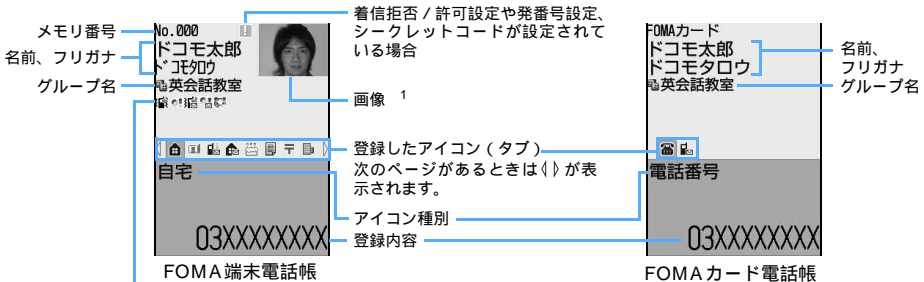 着信拒否/許可設定や発番号設定、
シークレットコードが設定されて
いる場合
メモリ番号
名前、フリガナ
グループ名
No.000
ドコモ太郎
ドコモタロウ
英会話教室
画像 1
登録したアイコン(タブ)
次のページがあるときは〈〉が表
示されます。
自宅
アイコン種別
03XXXXXXXX
登録内容
FOMA端末電話帳
FOMAカード
ドコモ太郎
ドコモタロウ
英会話教室
名前、
フリガナ
グループ名
電話番号
03XXXXXXXX
FOMAカード電話帳